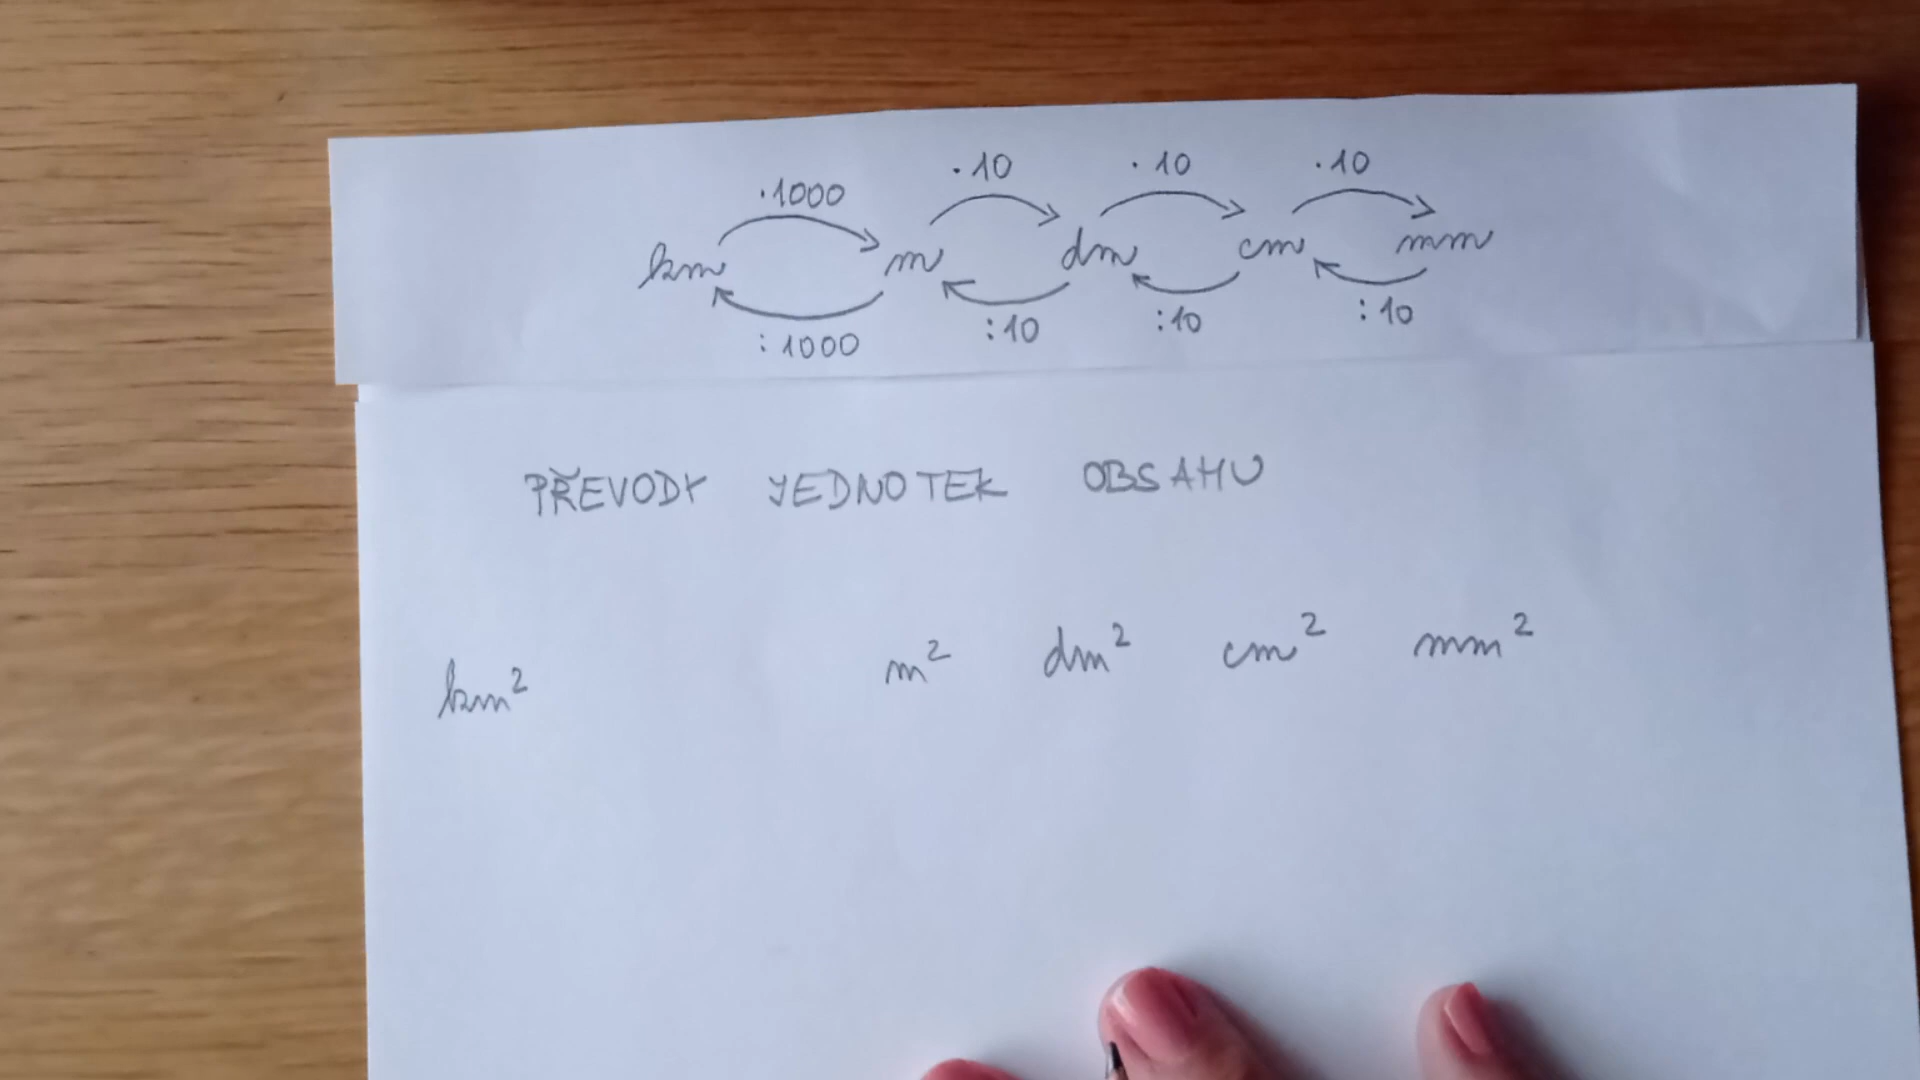 ·1000 ·10 ·10 ·10
km m dm cm mm
:1000 :10 :10 :10
PŘEVODY JEDNOTEK OBSAHU
km² m² dm² cm² mm²